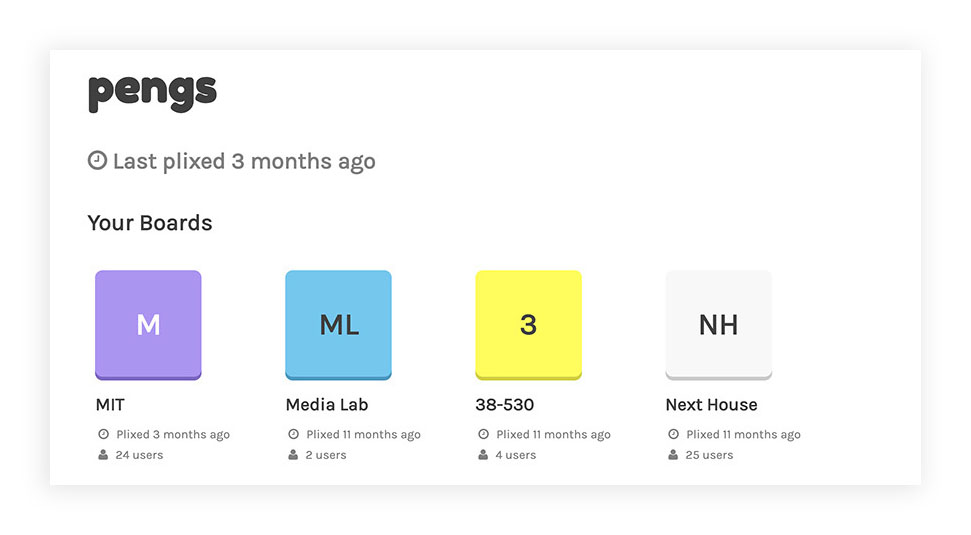 pengs
Last plixed 3 months ago
Your Boards
M
ML
3
NH
MIT
Media Lab
38-530
Next House
Plixed 3 months ago
Plixed 11 months ago
Plixed 11 months ago
Plixed 11 months ago
24 users
2 users
4 users
25 users